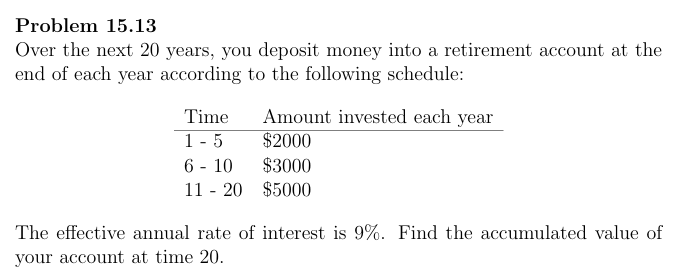 Problem 15.13
Over the next 20 years, you deposit money into a retirement account at the
end of each year according to the following schedule:
Time Amount invested each year
1 - 5 $2000
6 - 10 $3000
11 - 20 $5000
The effective annual rate of interest is 9%. Find the accumulated value of
your account at time 20.